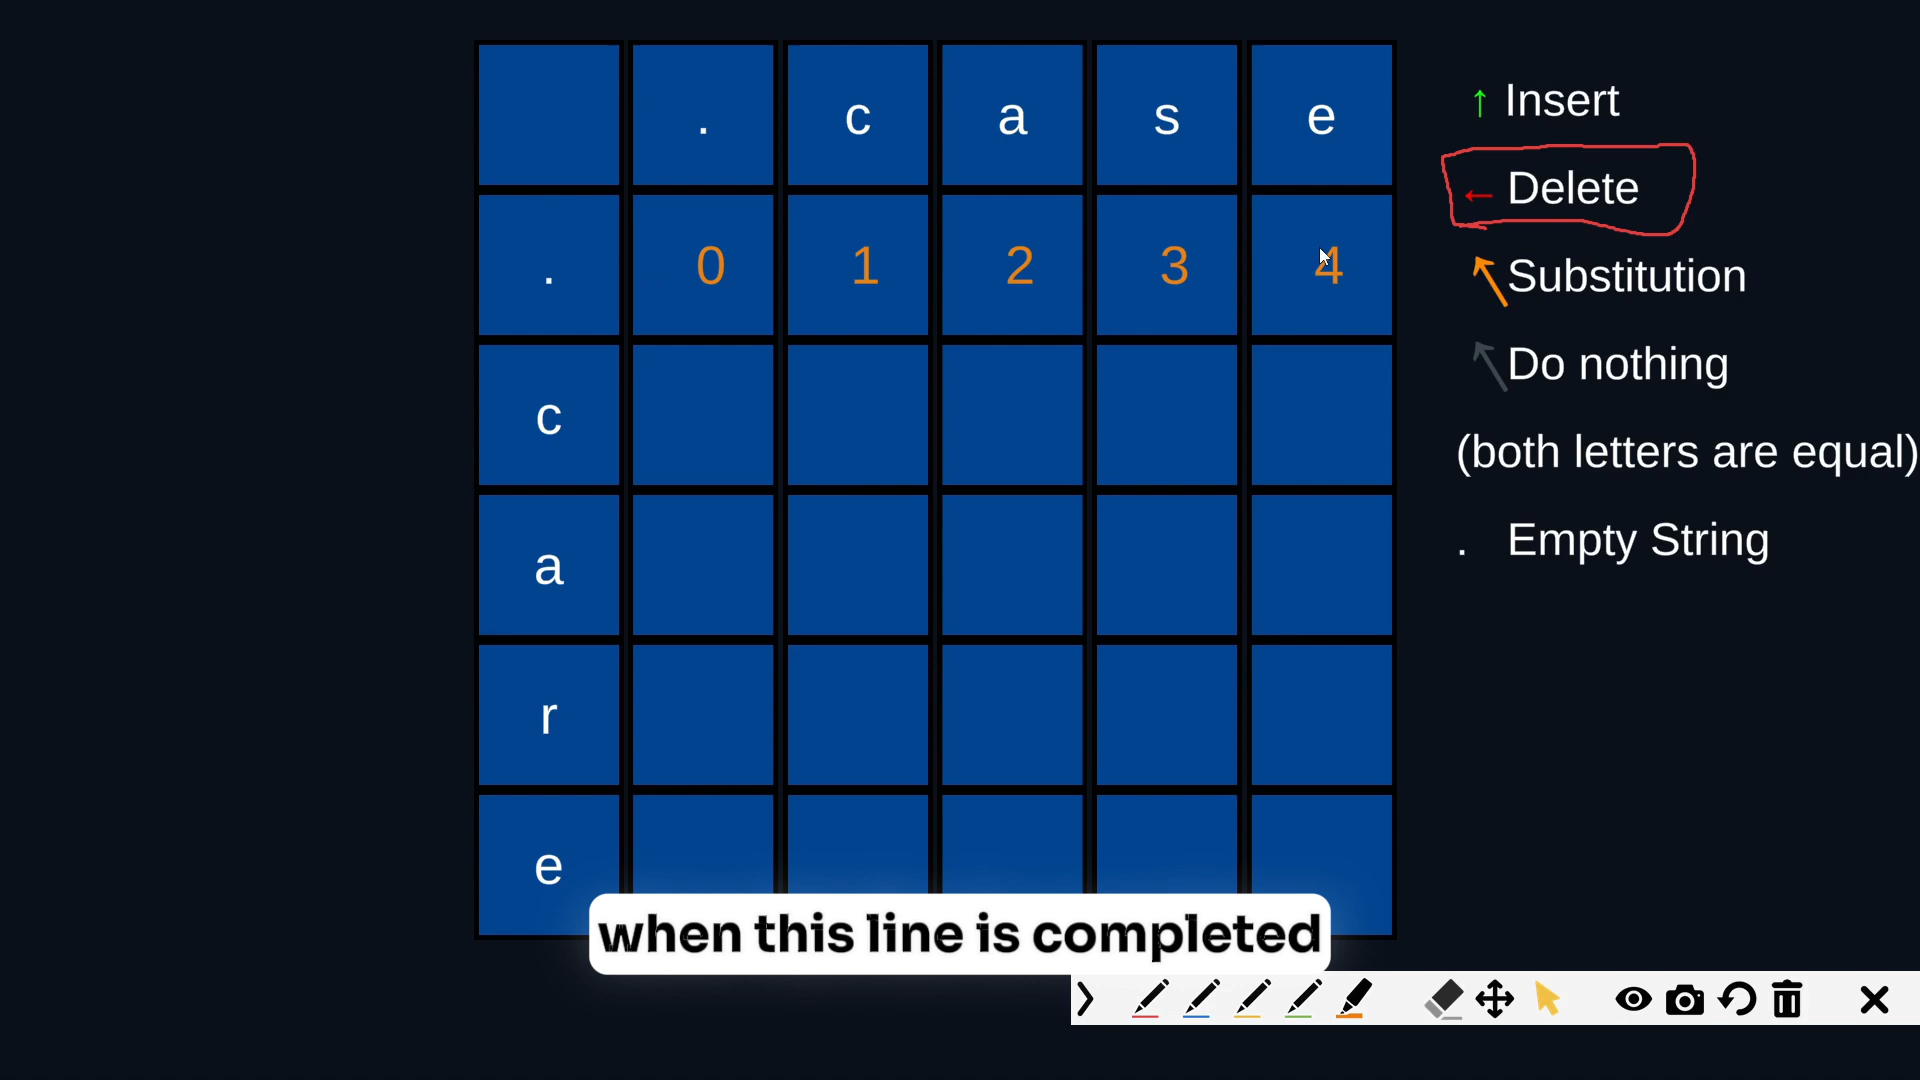 . c a s e
. 0 1 2 3 4
c
a
r
e
↑ Insert
← Delete
↖ Substitution
↖ Do nothing
(both letters are equal)
. Empty String
when this line is completed